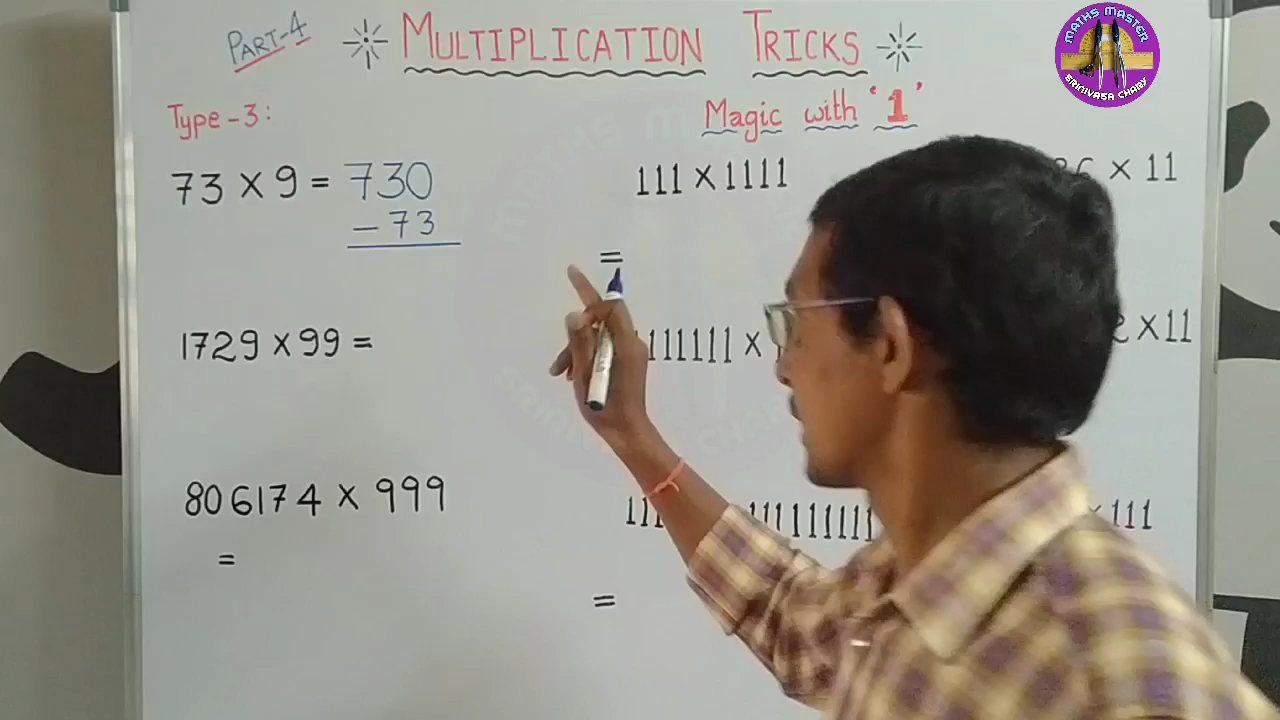 PART-4
MULTIPLICATION TRICKS
MATHS MASTER
SRINIVASA CHARY
Type-3:
Magic with '1'
73 × 9 = 730
- 73
111 × 1111
=
× 11
1729 × 99 =
×
× 11
806174 × 999
=
× 111
=